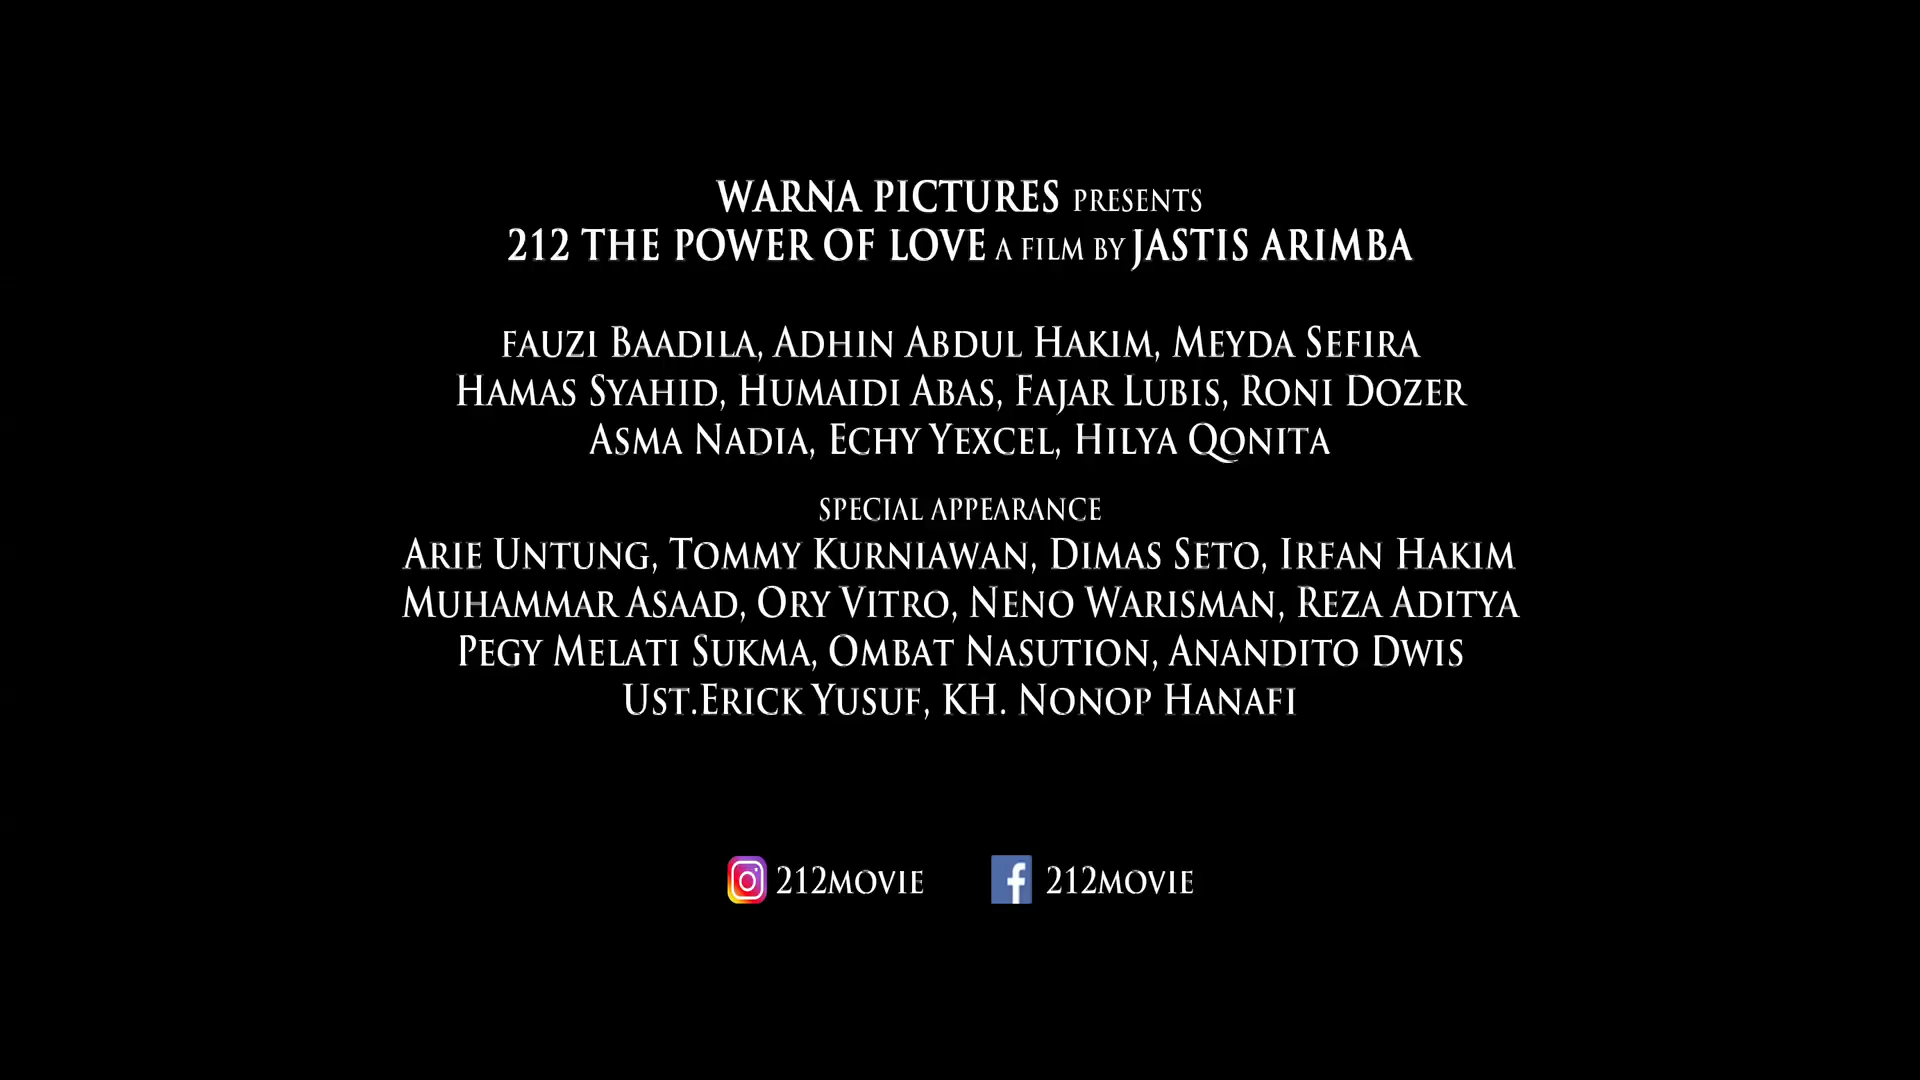 WARNA PICTURES PRESENTS
212 THE POWER OF LOVE A FILM BY JASTIS ARIMBA
FAUZI BAADILA, ADHIN ABDUL HAKIM, MEYDA SEFIRA
HAMAS SYAHID, HUMAIDI ABAS, FAJAR LUBIS, RONI DOZER
ASMA NADIA, ECHY YEXCEL, HILYA QONITA
SPECIAL APPEARANCE
ARIE UNTUNG, TOMMY KURNIAWAN, DIMAS SETO, IRFAN HAKIM
MUHAMMAR ASAAD, ORY VITRO, NENO WARISMAN, REZA ADITYA
PEGY MELATI SUKMA, OMBAT NASUTION, ANANDITO DWIS
UST.ERICK YUSUF, KH. NONOP HANAFI
212MOVIE 212MOVIE